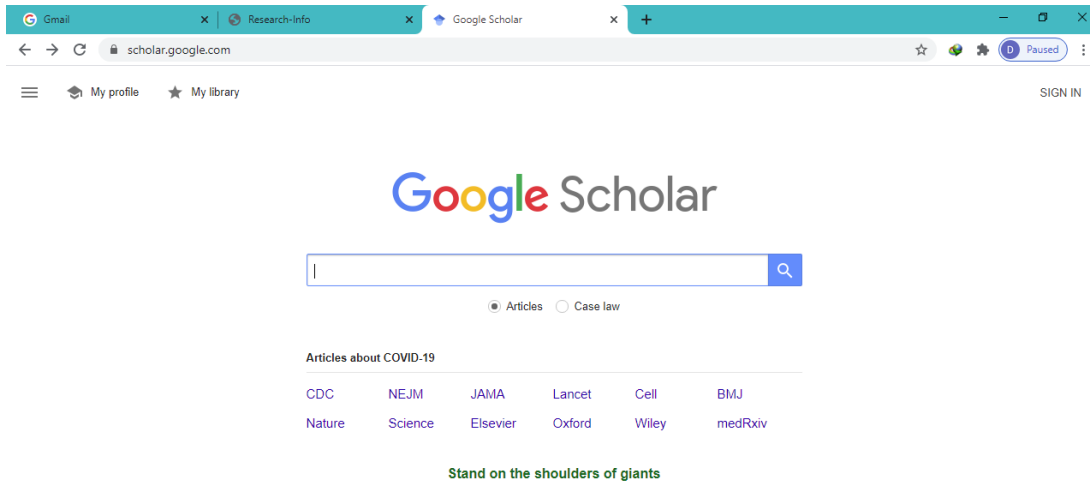 Gmail Research-Info Google Scholar
scholar.google.com D Paused
My profile My library SIGN IN
Google Scholar
Articles Case law
Articles about COVID-19
CDC NEJM JAMA Lancet Cell BMJ
Nature Science Elsevier Oxford Wiley medRxiv
Stand on the shoulders of giants